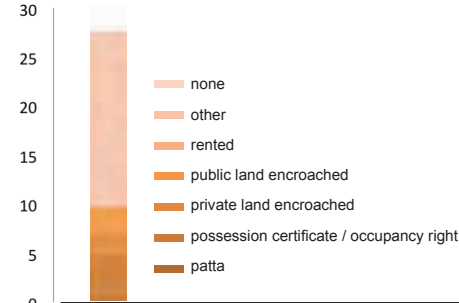 30
25
20
15
10
5
0
none
other
rented
public land encroached
private land encroached
possession certificate / occupancy right
patta